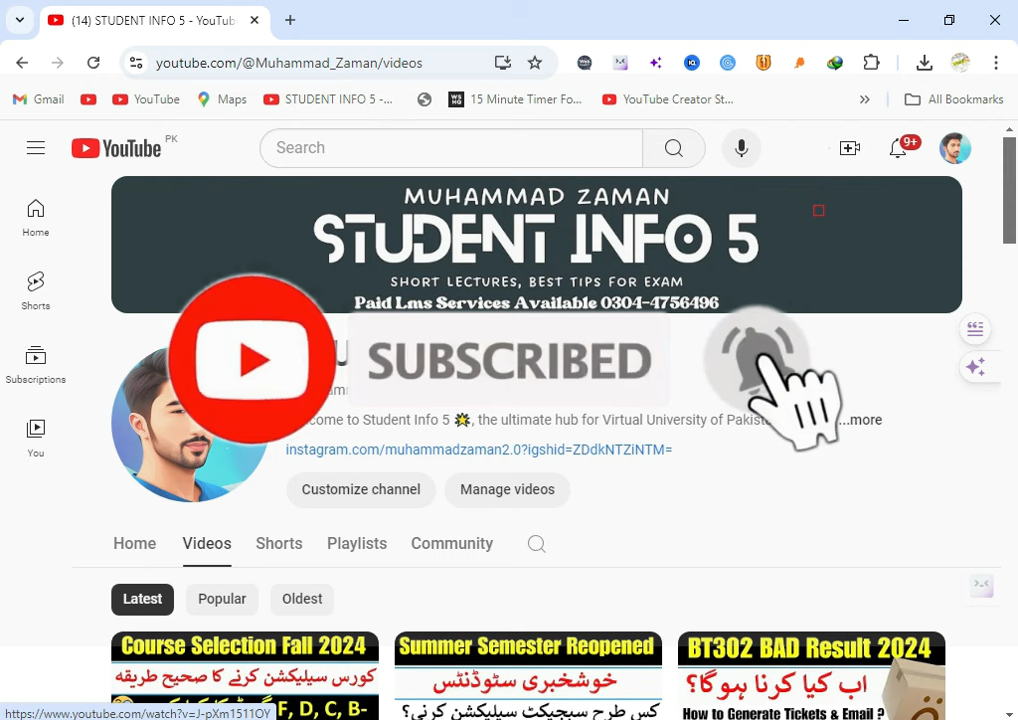 (14) STUDENT INFO 5 - YouTub
youtube.com/@Muhammad_Zaman/videos
Gmail
YouTube
Maps
STUDENT INFO 5 -...
15 Minute Timer Fo...
YouTube Creator St...
All Bookmarks
YouTube PK
Search
9+
MUHAMMAD ZAMAN
STUDENT INFO 5
SHORT LECTURES, BEST TIPS FOR EXAM
Paid Lms Services Available 0304-4756496
Home
Shorts
Subscriptions
You
SUBSCRIBED
to Student Info 5 💥, the ultimate hub for Virtual University of
...more
instagram.com/muhammadzaman2.0?igshid=ZDdkNTZiNTM=
Customize channel
Manage videos
Home
Videos
Shorts
Playlists
Community
Latest
Popular
Oldest
Course Selection Fall 2024
کورس سیلیکشن کرنے کا صحیح طریقہ
F, D, C, B-
Summer Semester Reopened
خوشخبری سٹوڈنٹس
کس طرح سبجیکٹ سیلیکشن کرنی؟
BT302 BAD Result 2024
اب کیا کرنا ہوگا؟
How to Generate Tickets & Email ?
https://www.youtube.com/watch?v=J-pXm1511OY